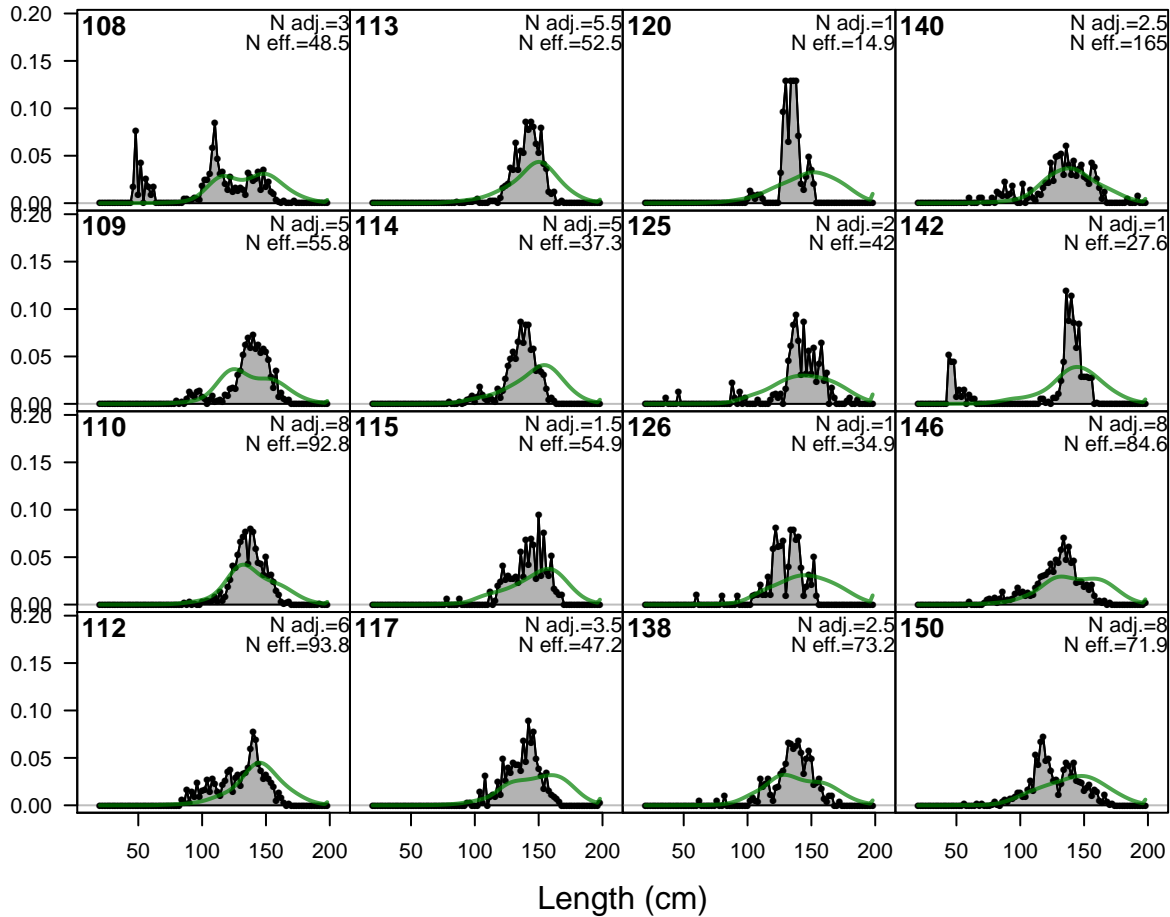 0.20
0.15
0.10
0.05
0.00
108
N adj.=3
N eff.=48.5
113
N adj.=5.5
N eff.=52.5
120
N adj.=1
N eff.=14.9
140
N adj.=2.5
N eff.=165
0.20
0.15
0.10
0.05
0.00
109
N adj.=5
N eff.=55.8
114
N adj.=5
N eff.=37.3
125
N adj.=2
N eff.=42
142
N adj.=1
N eff.=27.6
0.20
0.15
0.10
0.05
0.00
110
N adj.=8
N eff.=92.8
115
N adj.=1.5
N eff.=54.9
126
N adj.=1
N eff.=34.9
146
N adj.=8
N eff.=84.6
0.20
0.15
0.10
0.05
0.00
112
N adj.=6
N eff.=93.8
117
N adj.=3.5
N eff.=47.2
138
N adj.=2.5
N eff.=73.2
150
N adj.=8
N eff.=71.9
50 100 150 200 50 100 150 200 50 100 150 200 50 100 150 200
Length (cm)